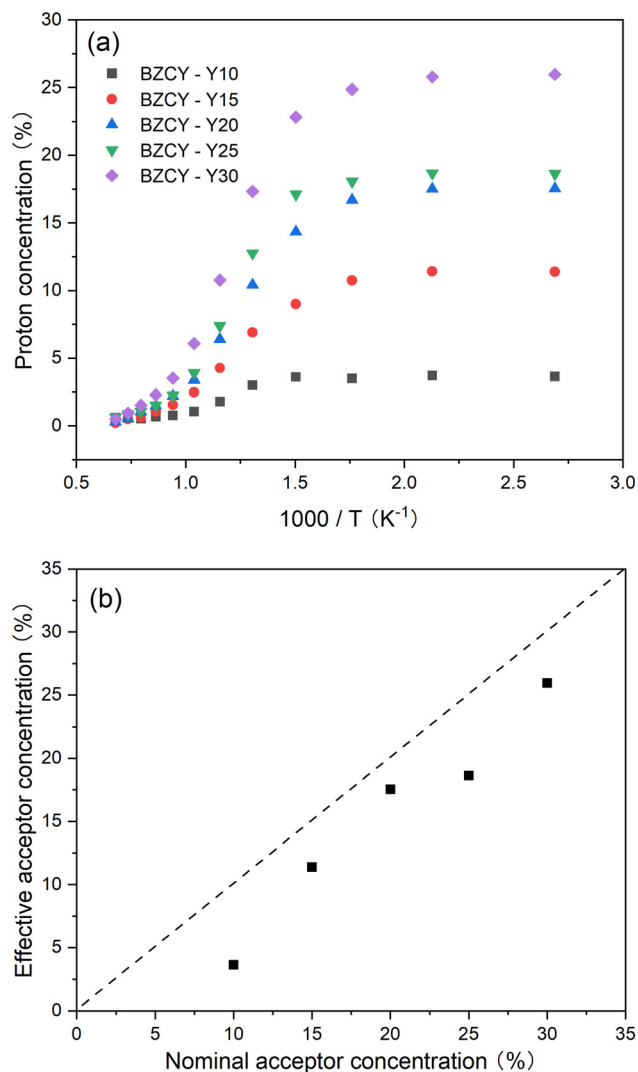 (a)
BZCY - Y10
BZCY - Y15
BZCY - Y20
BZCY - Y25
BZCY - Y30
30
25
20
15
10
5
0
Proton concentration (%)
0.5 1.0 1.5 2.0 2.5 3.0
1000 / T (K⁻¹)
(b)
35
30
25
20
15
10
5
0
Effective acceptor concentration (%)
0 5 10 15 20 25 30 35
Nominal acceptor concentration (%)